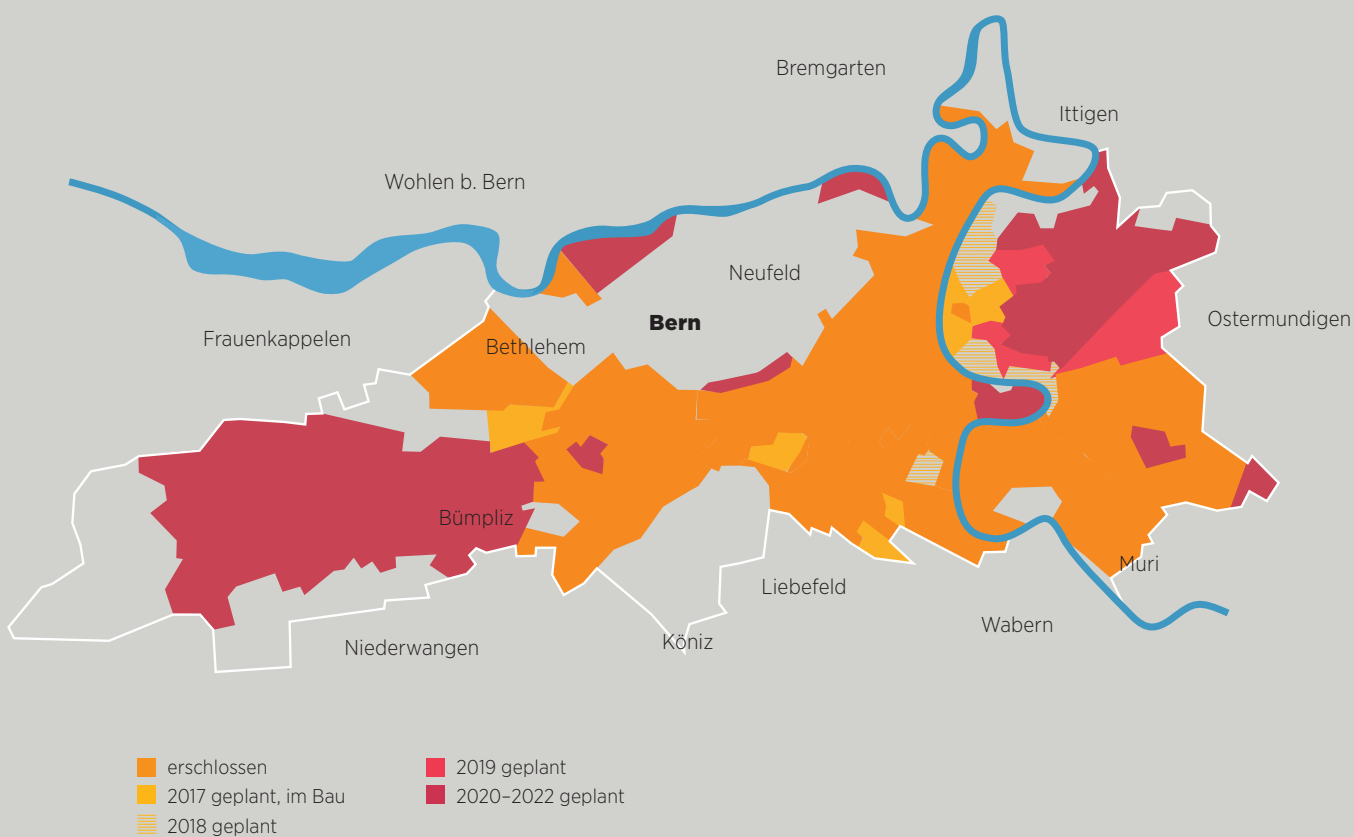 Bremgarten
Ittigen
Wohlen b. Bern
Neufeld
Ostermundigen
Bern
Frauenkappelen
Bethlehem
Bümpliz
Muri
Liebefeld
Wabern
Köniz
Niederwangen
erschlossen
2017 geplant, im Bau
2018 geplant
2019 geplant
2020–2022 geplant